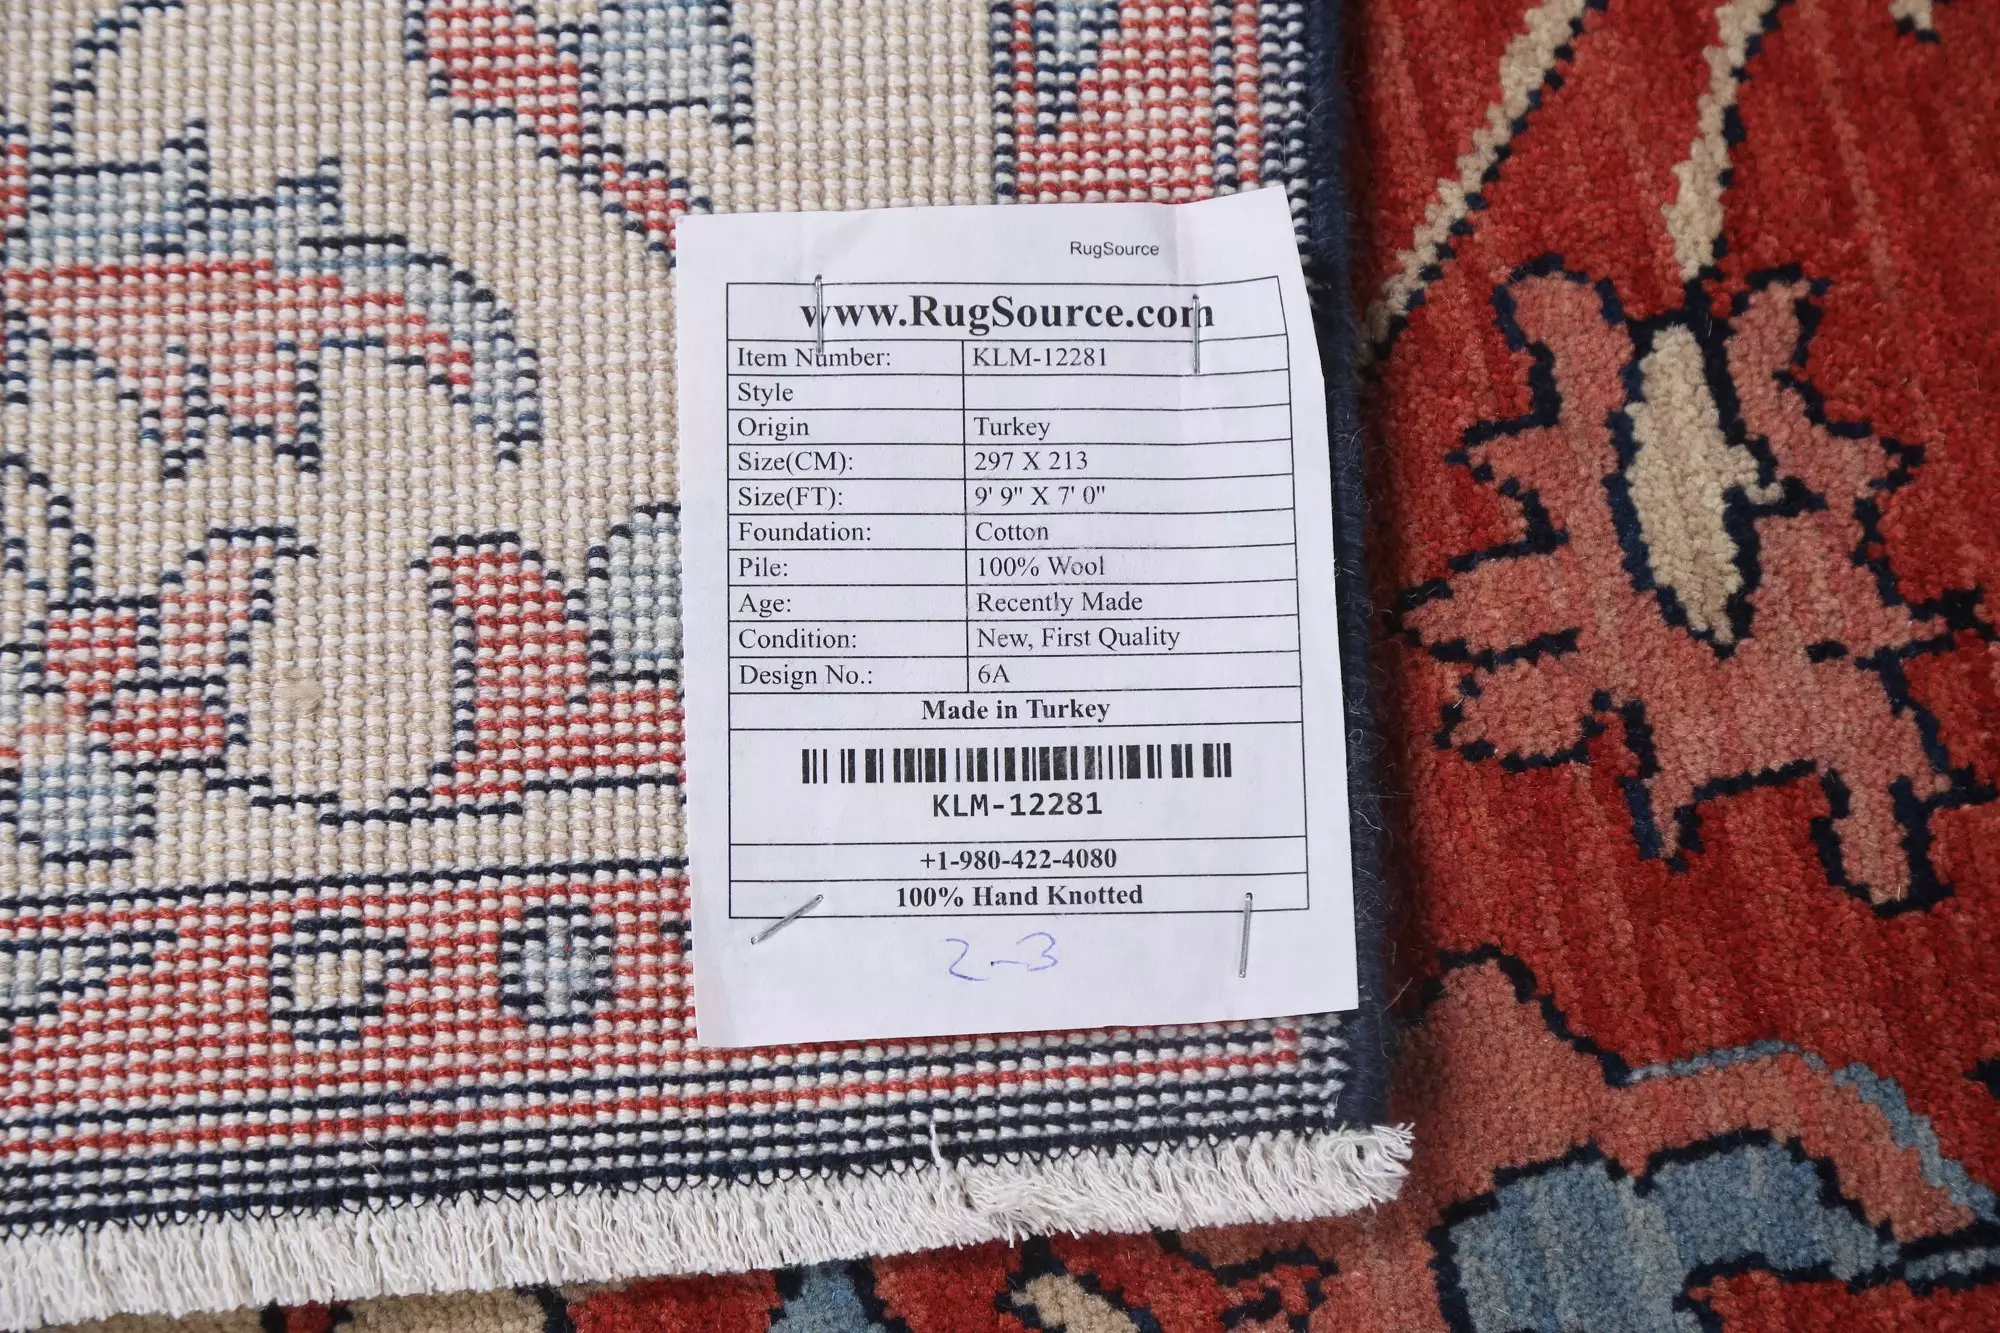 RugSource
www.RugSource.com
Item Number: KLM-12281
Style
Origin Turkey
Size(CM): 297 X 213
Size(FT): 9' 9" X 7' 0"
Foundation: Cotton
Pile: 100% Wool
Age: Recently Made
Condition: New, First Quality
Design No.: 6A
Made in Turkey
KLM-12281
+1-980-422-4080
100% Hand Knotted
2-3